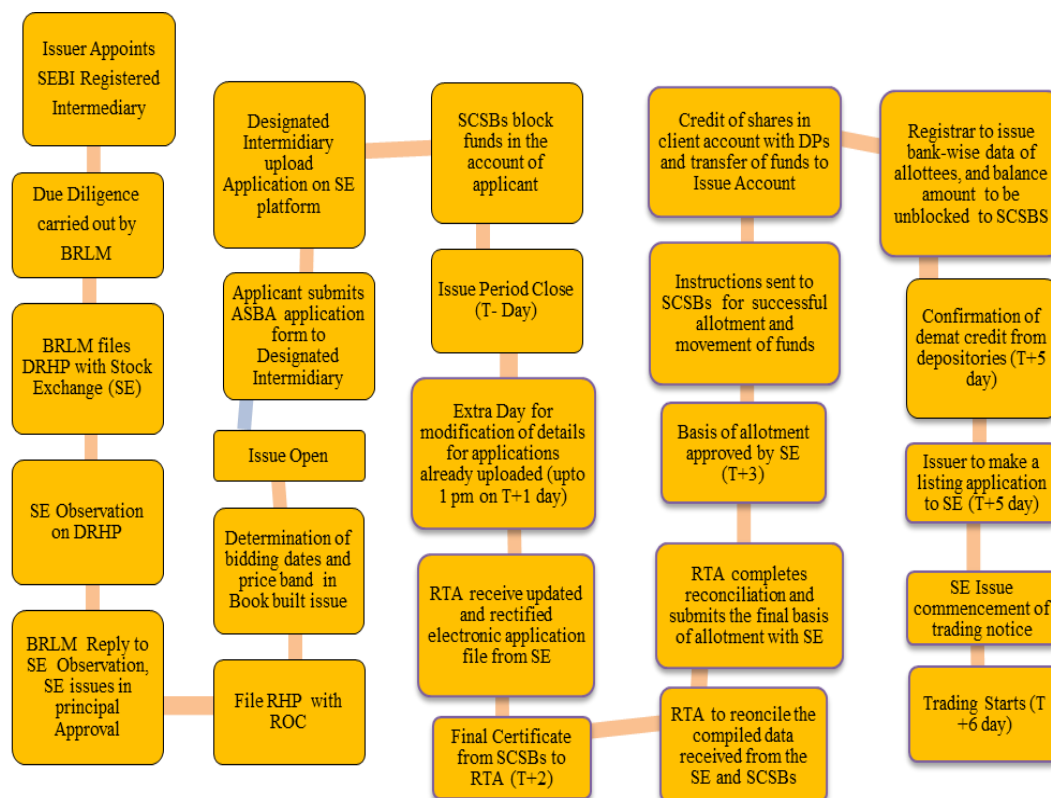 Issuer Appoints
SEBI Registered
Intermediary
Due Diligence
carried out by
BRLM
BRLM files
DRHP with Stock
Exchange (SE)
SE Observation
on DRHP
BRLM Reply to
SE Observation,
SE issues in
principal
Approval
File RHP with
ROC
Determination of
bidding dates and
price band in
Book built issue
Issue Open
Applicant submits
ASBA application
form to
Designated
Intermidiary
Designated
Intermidiary
upload
Application on SE
platform
SCSBs block
funds in the
account of
applicant
Issue Period Close
(T- Day)
Extra Day for
modification of details
for applications
already uploaded (upto
1 pm on T+1 day)
RTA receive updated
and rectified
electronic application
file from SE
Final Certificate
from SCSBs to
RTA (T+2)
RTA to reconcile the
compiled data
received from the
SE and SCSBs
RTA completes
reconciliation and
submits the final
basis of allotment
with SE
Basis of allotment
approved by SE
(T+3)
Instructions sent to
SCSBs for successful
allotment and
movement of funds
Credit of shares in
client account with DPs
and transfer of funds to
Issue Account
Registrar to issue
bank-wise data of
allottees, and balance
amount to be
unblocked to SCSBS
Confirmation of
demat credit from
depositories (T+5
day)
Issuer to make a
listing application
to SE (T+5 day)
SE Issue
commencement of
trading notice
Trading Starts (T
+6 day)